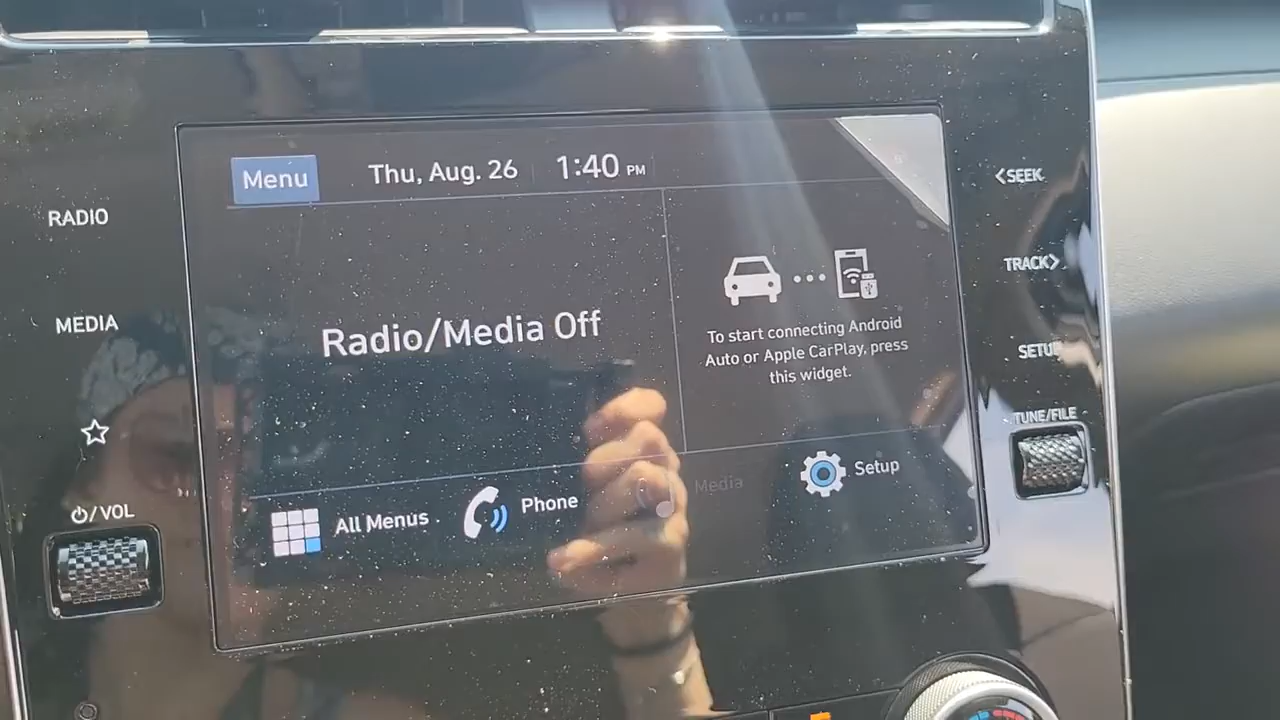 Menu
Thu, Aug. 26
1:40 PM
RADIO
MEDIA
⏻/VOL
Radio/Media Off
To start connecting Android
Auto or Apple CarPlay, press
this widget.
All Menus
Phone
Media
Setup
<SEEK
TRACK>
SETUP
TUNE/FILE